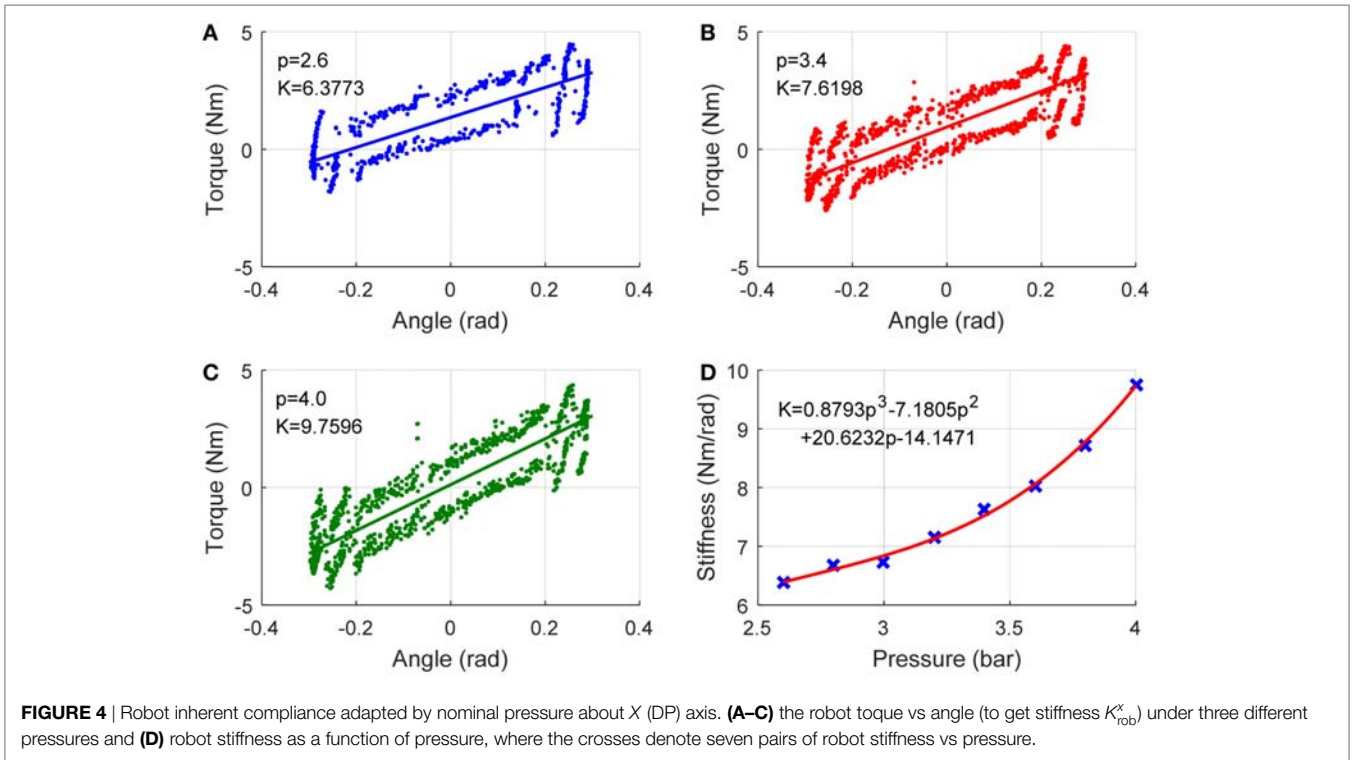 A
p=2.6
K=6.3773
Torque (Nm)
5
0
-5
-0.4
-0.2
0
0.2
0.4
Angle (rad)
B
p=3.4
K=7.6198
Torque (Nm)
5
0
-5
-0.4
-0.2
0
0.2
0.4
Angle (rad)
C
p=4.0
K=9.7596
Torque (Nm)
5
0
-5
-0.4
-0.2
0
0.2
0.4
Angle (rad)
D
K=0.8793p³-7.1805p²
+20.6232p-14.1471
Stiffness (Nm/rad)
10
9
8
7
6
2.5
3
3.5
4
Pressure (bar)
FIGURE 4 | Robot inherent compliance adapted by nominal pressure about X (DP) axis. (A–C) the robot toque vs angle (to get stiffness K^x_rob) under three different
pressures and (D) robot stiffness as a function of pressure, where the crosses denote seven pairs of robot stiffness vs pressure.